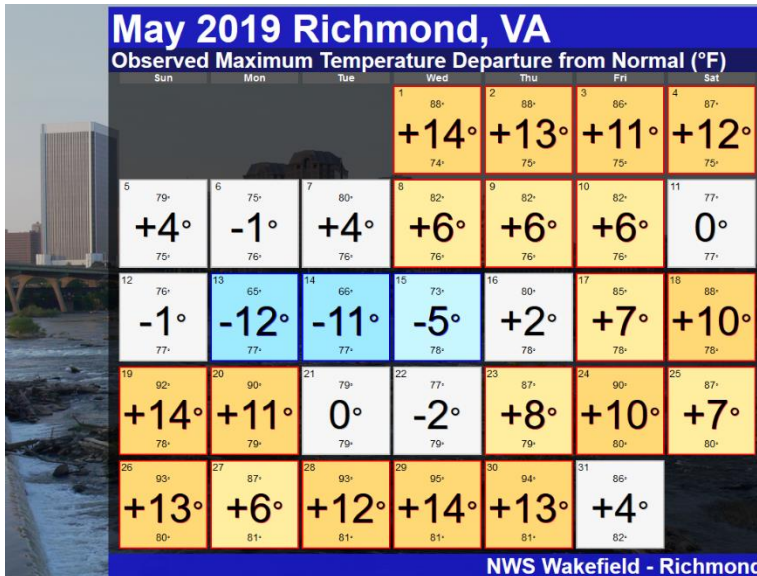 May 2019 Richmond, VA
Observed Maximum Temperature Departure from Normal (°F)
Sun Mon Tue Wed Thu Fri Sat
1 2 3 4
88° 88° 86° 87°
+14° +13° +11° +12°
74° 75° 75° 75°
5 6 7 8 9 10 11
79° 75° 80° 82° 82° 82° 77°
+4° -1° +4° +6° +6° +6° 0°
75° 76° 76° 76° 76° 76° 77°
12 13 14 15 16 17 18
76° 65° 66° 73° 80° 85° 88°
-1° -12° -11° -5° +2° +7° +10°
77° 77° 77° 78° 78° 78° 78°
19 20 21 22 23 24 25
92° 90° 79° 77° 87° 90° 87°
+14° +11° 0° -2° +8° +10° +7°
78° 79° 79° 79° 79° 80° 80°
26 27 28 29 30 31
93° 87° 93° 95° 94° 86°
+13° +6° +12° +14° +13° +4°
80° 81° 81° 81° 81° 82°
NWS Wakefield - Richmond